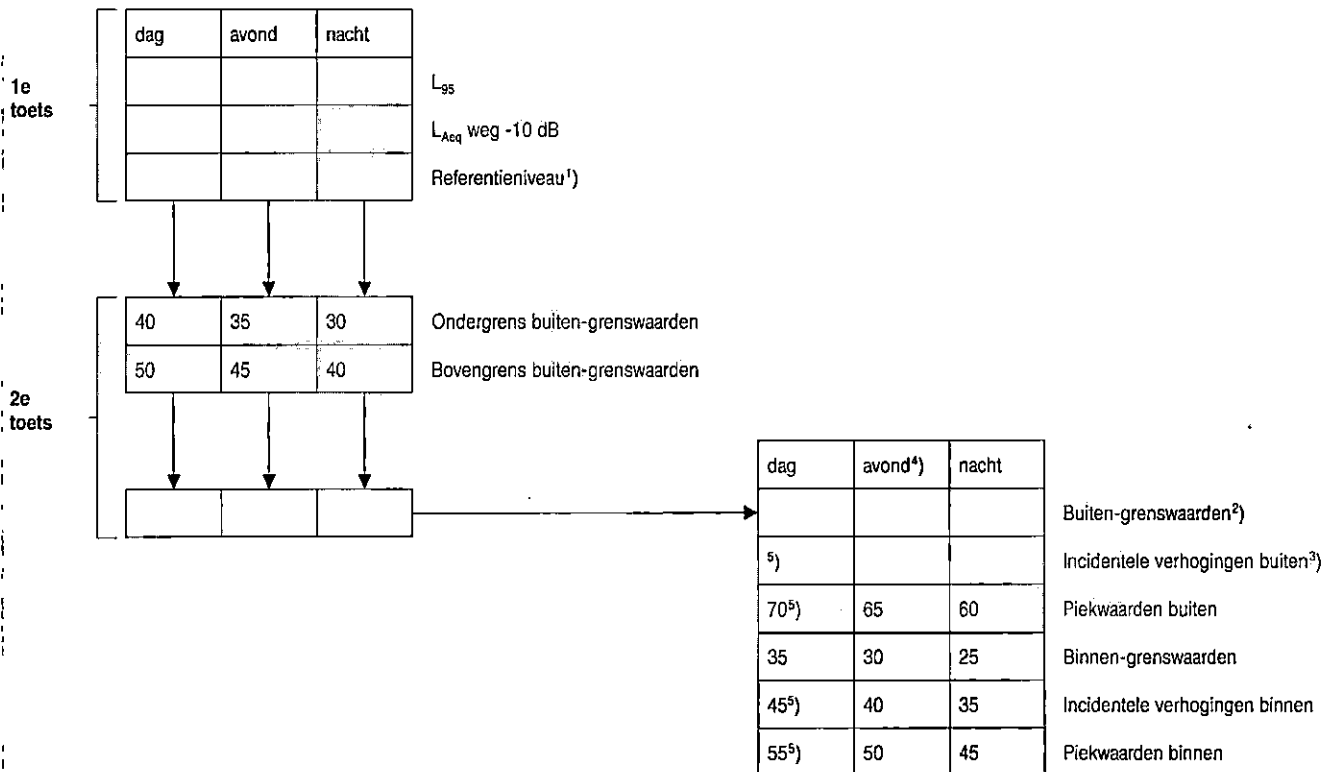 1e
toets
dag avond nacht
L₉₅
L_Aeq weg -10 dB
Referentieniveau¹)
2e
toets
40 35 30 Ondergrens buiten-grenswaarden
50 45 40 Bovengrens buiten-grenswaarden
dag avond⁴) nacht
Buiten-grenswaarden²)
⁵) Incidentele verhogingen buiten³)
70⁵) 65 60 Piekwaarden buiten
35 30 25 Binnen-grenswaarden
45⁵) 40 35 Incidentele verhogingen binnen
55⁵) 50 45 Piekwaarden binnen